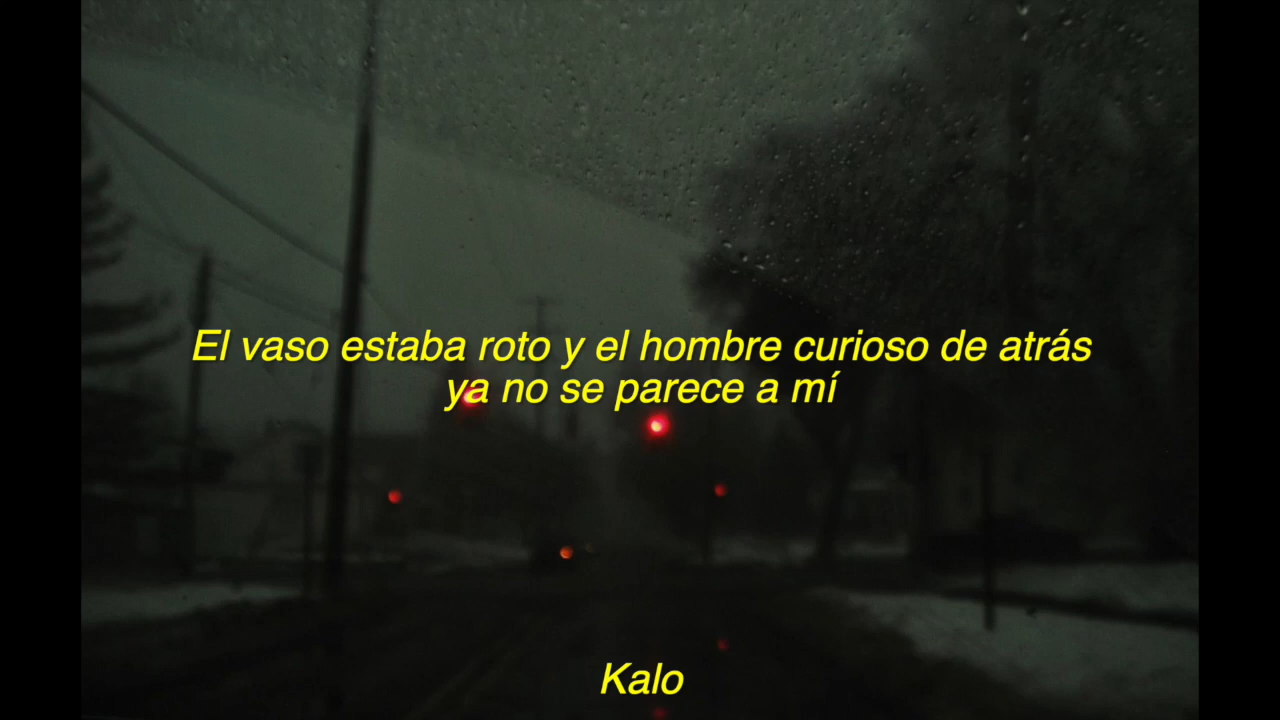 El vaso estaba roto y el hombre curioso de atrás
ya no se parece a mí
Kalo